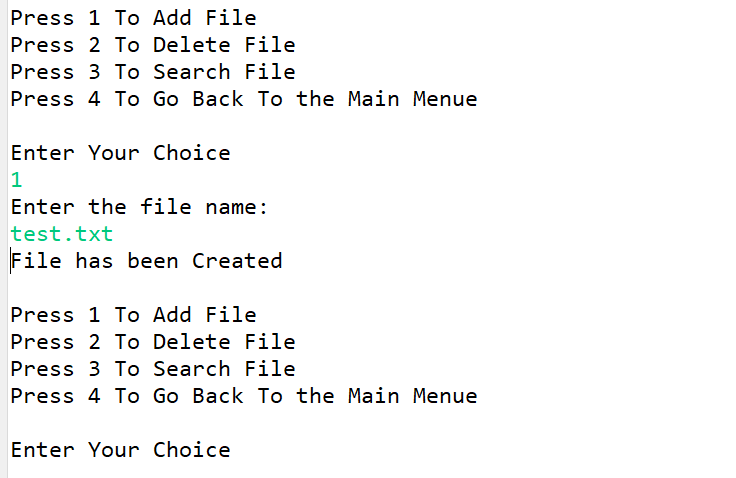 Press 1 To Add File
Press 2 To Delete File
Press 3 To Search File
Press 4 To Go Back To the Main Menue
Enter Your Choice
1
Enter the file name:
test.txt
File has been Created
Press 1 To Add File
Press 2 To Delete File
Press 3 To Search File
Press 4 To Go Back To the Main Menue
Enter Your Choice